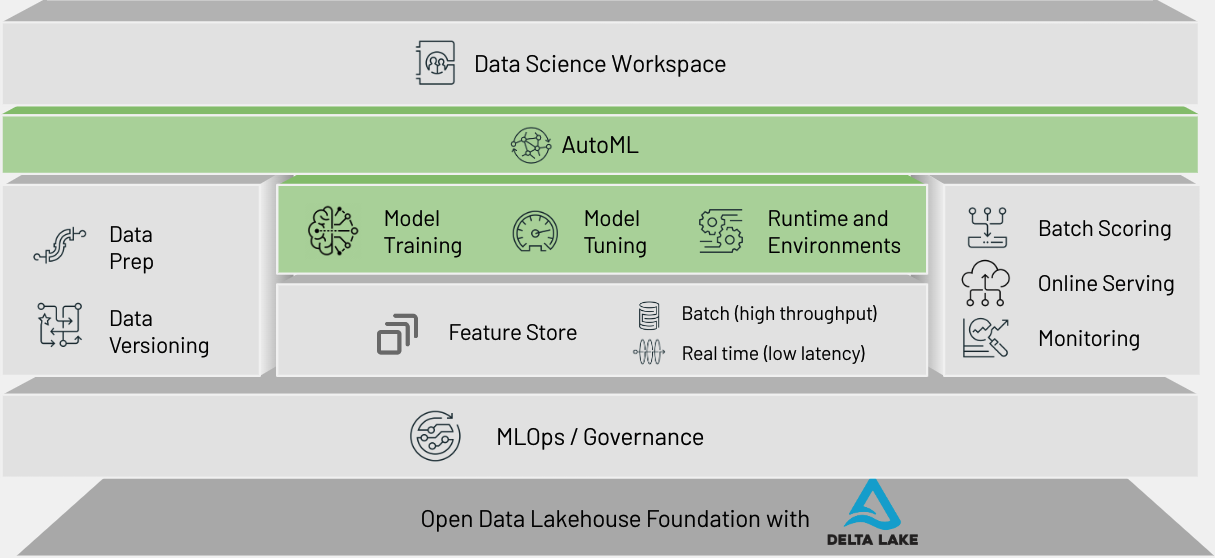 Data Science Workspace
AutoML
Data
Prep
Data
Versioning
Model
Training
Model
Tuning
Runtime and
Environments
Feature Store
Batch (high throughput)
Real time (low latency)
Batch Scoring
Online Serving
Monitoring
MLOps / Governance
Open Data Lakehouse Foundation with
DELTA LAKE